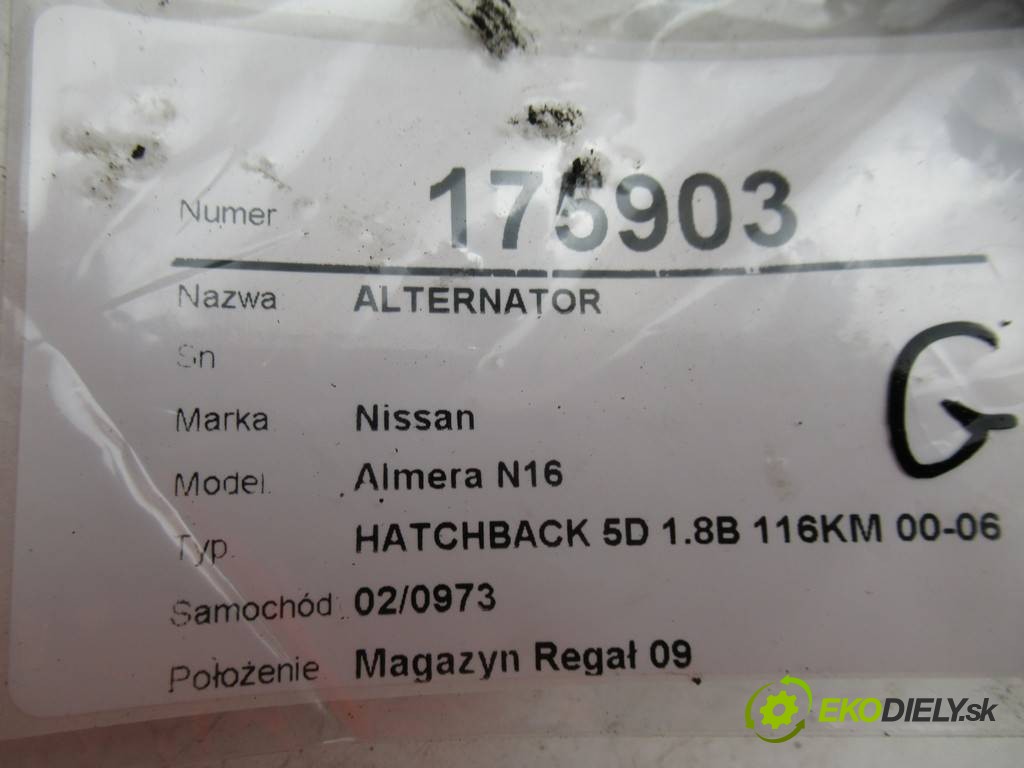 Numer 175903
Nazwa ALTERNATOR
Sn
Marka Nissan
Model Almera N16
Typ HATCHBACK 5D 1.8B 116KM 00-06
Samochód 02/0973
Położenie Magazyn Regał 09
G
EKODIELY.sk